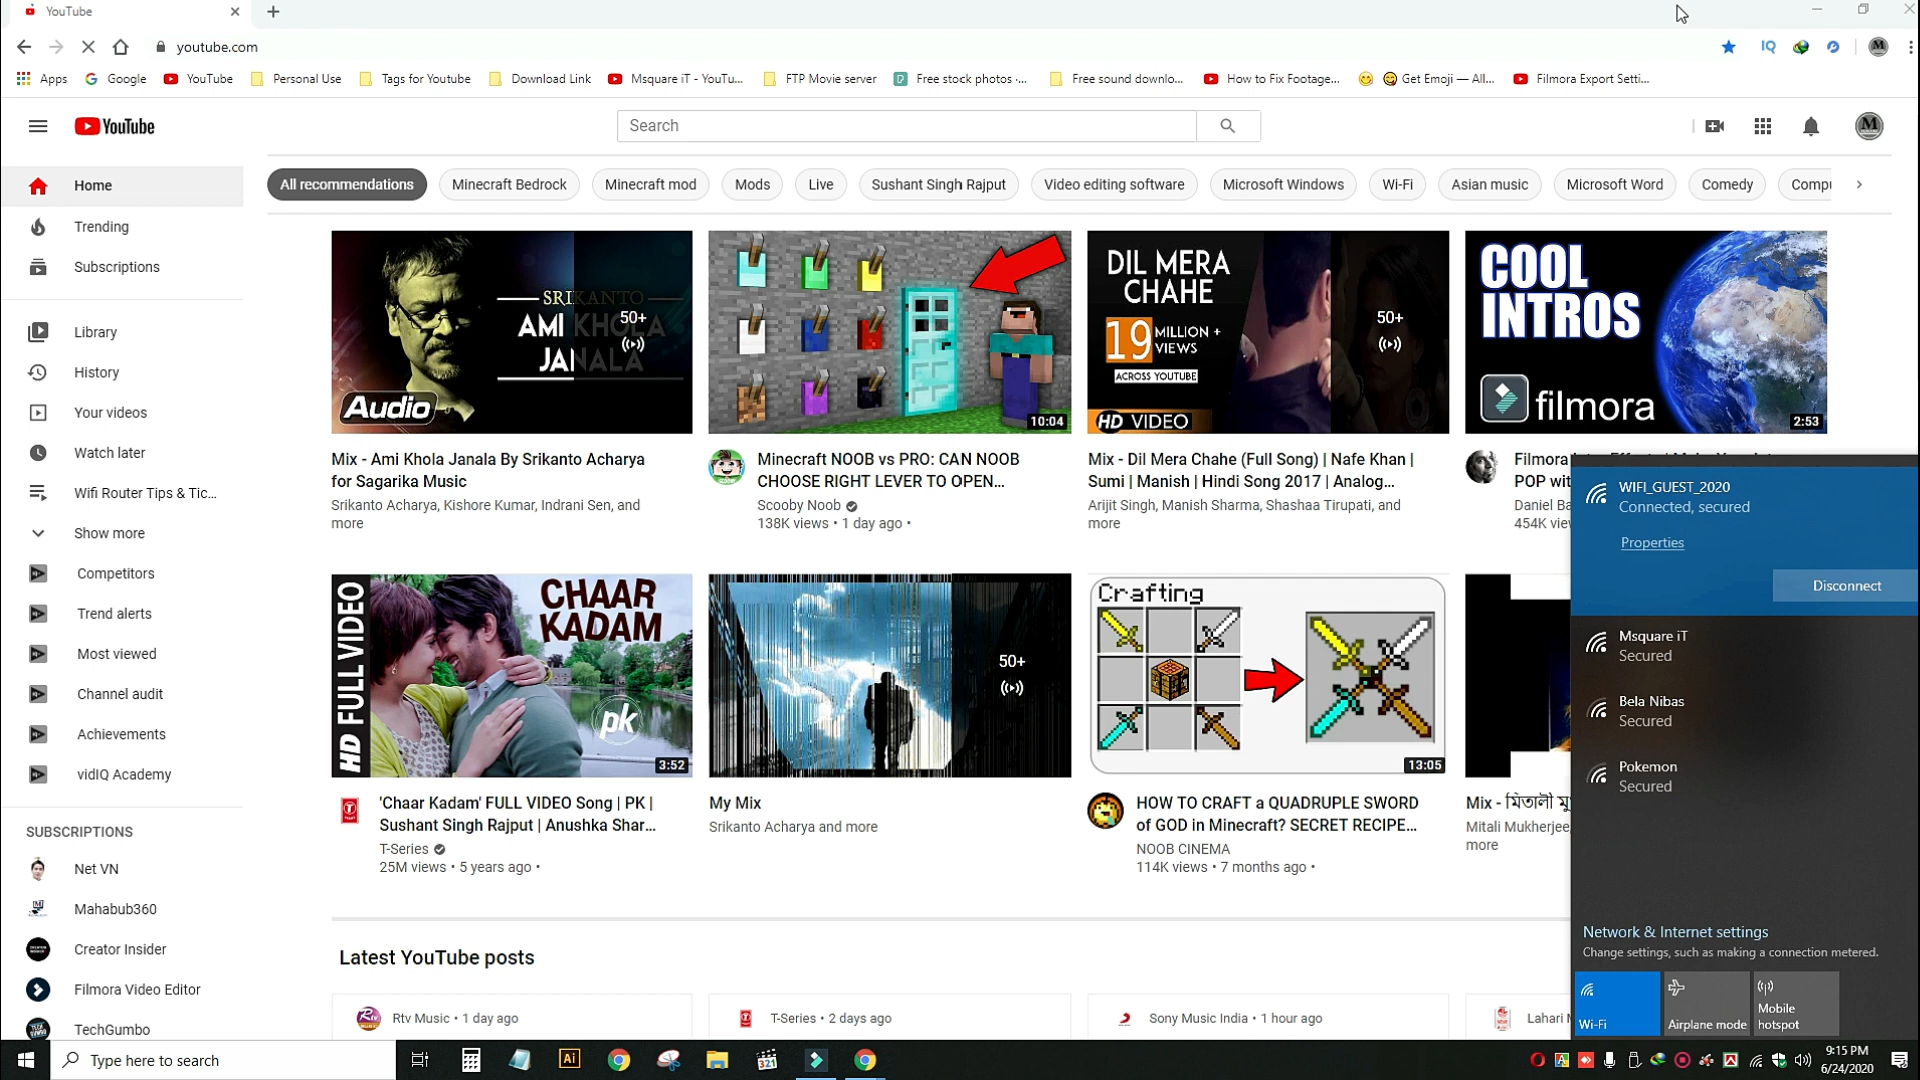 YouTube
youtube.com
IQ
Apps
Google
YouTube
Personal Use
Tags for Youtube
Download Link
Msquare iT - YouTu...
FTP Movie server
Free stock photos ·...
Free sound downlo...
How to Fix Footage...
Get Emoji — All...
Filmora Export Setti...
YouTube
Search
M
Home
Trending
Subscriptions
Library
History
Your videos
Watch later
Wifi Router Tips & Tic...
Show more
Competitors
Trend alerts
Most viewed
Channel audit
Achievements
vidIQ Academy
SUBSCRIPTIONS
Net VN
Mahabub360
Creator Insider
Filmora Video Editor
TechGumbo
All recommendations
Minecraft Bedrock
Minecraft mod
Mods
Live
Sushant Singh Rajput
Video editing software
Microsoft Windows
Wi-Fi
Asian music
Microsoft Word
Comedy
SRIKANTO
AMI KHOLA
JANALA
Audio
50+
Mix - Ami Khola Janala By Srikanto Acharya
for Sagarika Music
Srikanto Acharya, Kishore Kumar, Indrani Sen, and
more
10:04
Minecraft NOOB vs PRO: CAN NOOB
CHOOSE RIGHT LEVER TO OPEN...
Scooby Noob
138K views • 1 day ago •
DIL MERA
CHAHE
19 MILLION +
VIEWS
ACROSS YOUTUBE
HD VIDEO
50+
Mix - Dil Mera Chahe (Full Song) | Nafe Khan |
Sumi | Manish | Hindi Song 2017 | Analog...
Arijit Singh, Manish Sharma, Shashaa Tirupati, and
more
COOL
INTROS
filmora
2:53
Filmora
POP wit
Daniel Ba
454K vie
HD FULL VIDEO
CHAAR
KADAM
pk
3:52
'Chaar Kadam' FULL VIDEO Song | PK |
Sushant Singh Rajput | Anushka Shar...
T-Series
25M views • 5 years ago •
50+
My Mix
Srikanto Acharya and more
Crafting
13:05
HOW TO CRAFT a QUADRUPLE SWORD
of GOD in Minecraft? SECRET RECIPE...
NOOB CINEMA
114K views • 7 months ago •
Mix - মিতালী মু
Mitali Mukherjee,
more
Latest YouTube posts
Rtv Music • 1 day ago
T-Series • 2 days ago
Sony Music India • 1 hour ago
Lahari
WIFI_GUEST_2020
Connected, secured
Properties
Disconnect
Msquare iT
Secured
Bela Nibas
Secured
Pokemon
Secured
Network & Internet settings
Change settings, such as making a connection metered.
Wi-Fi
Airplane mode
Mobile
hotspot
Type here to search
Ai
321
9:15 PM
6/24/2020